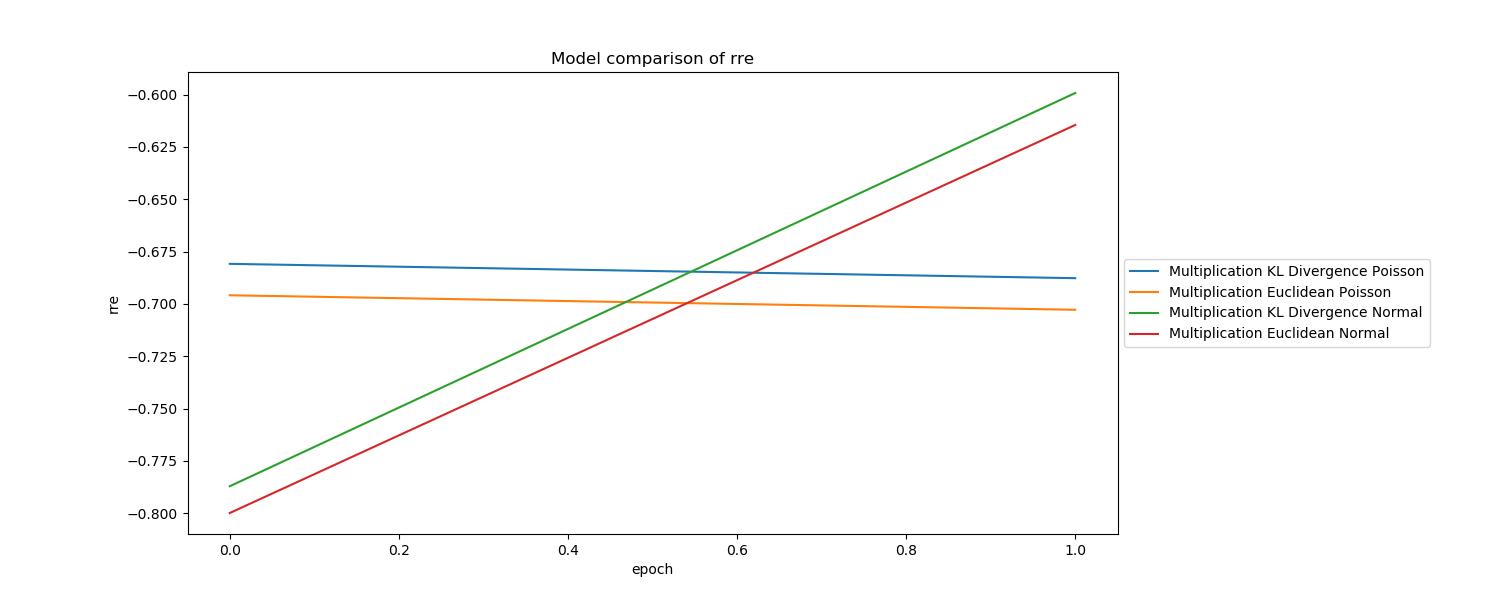 Model comparison of rre
rre
−0.600
−0.625
−0.650
−0.675
−0.700
−0.725
−0.750
−0.775
−0.800
0.0 0.2 0.4 0.6 0.8 1.0
epoch
Multiplication KL Divergence Poisson
Multiplication Euclidean Poisson
Multiplication KL Divergence Normal
Multiplication Euclidean Normal